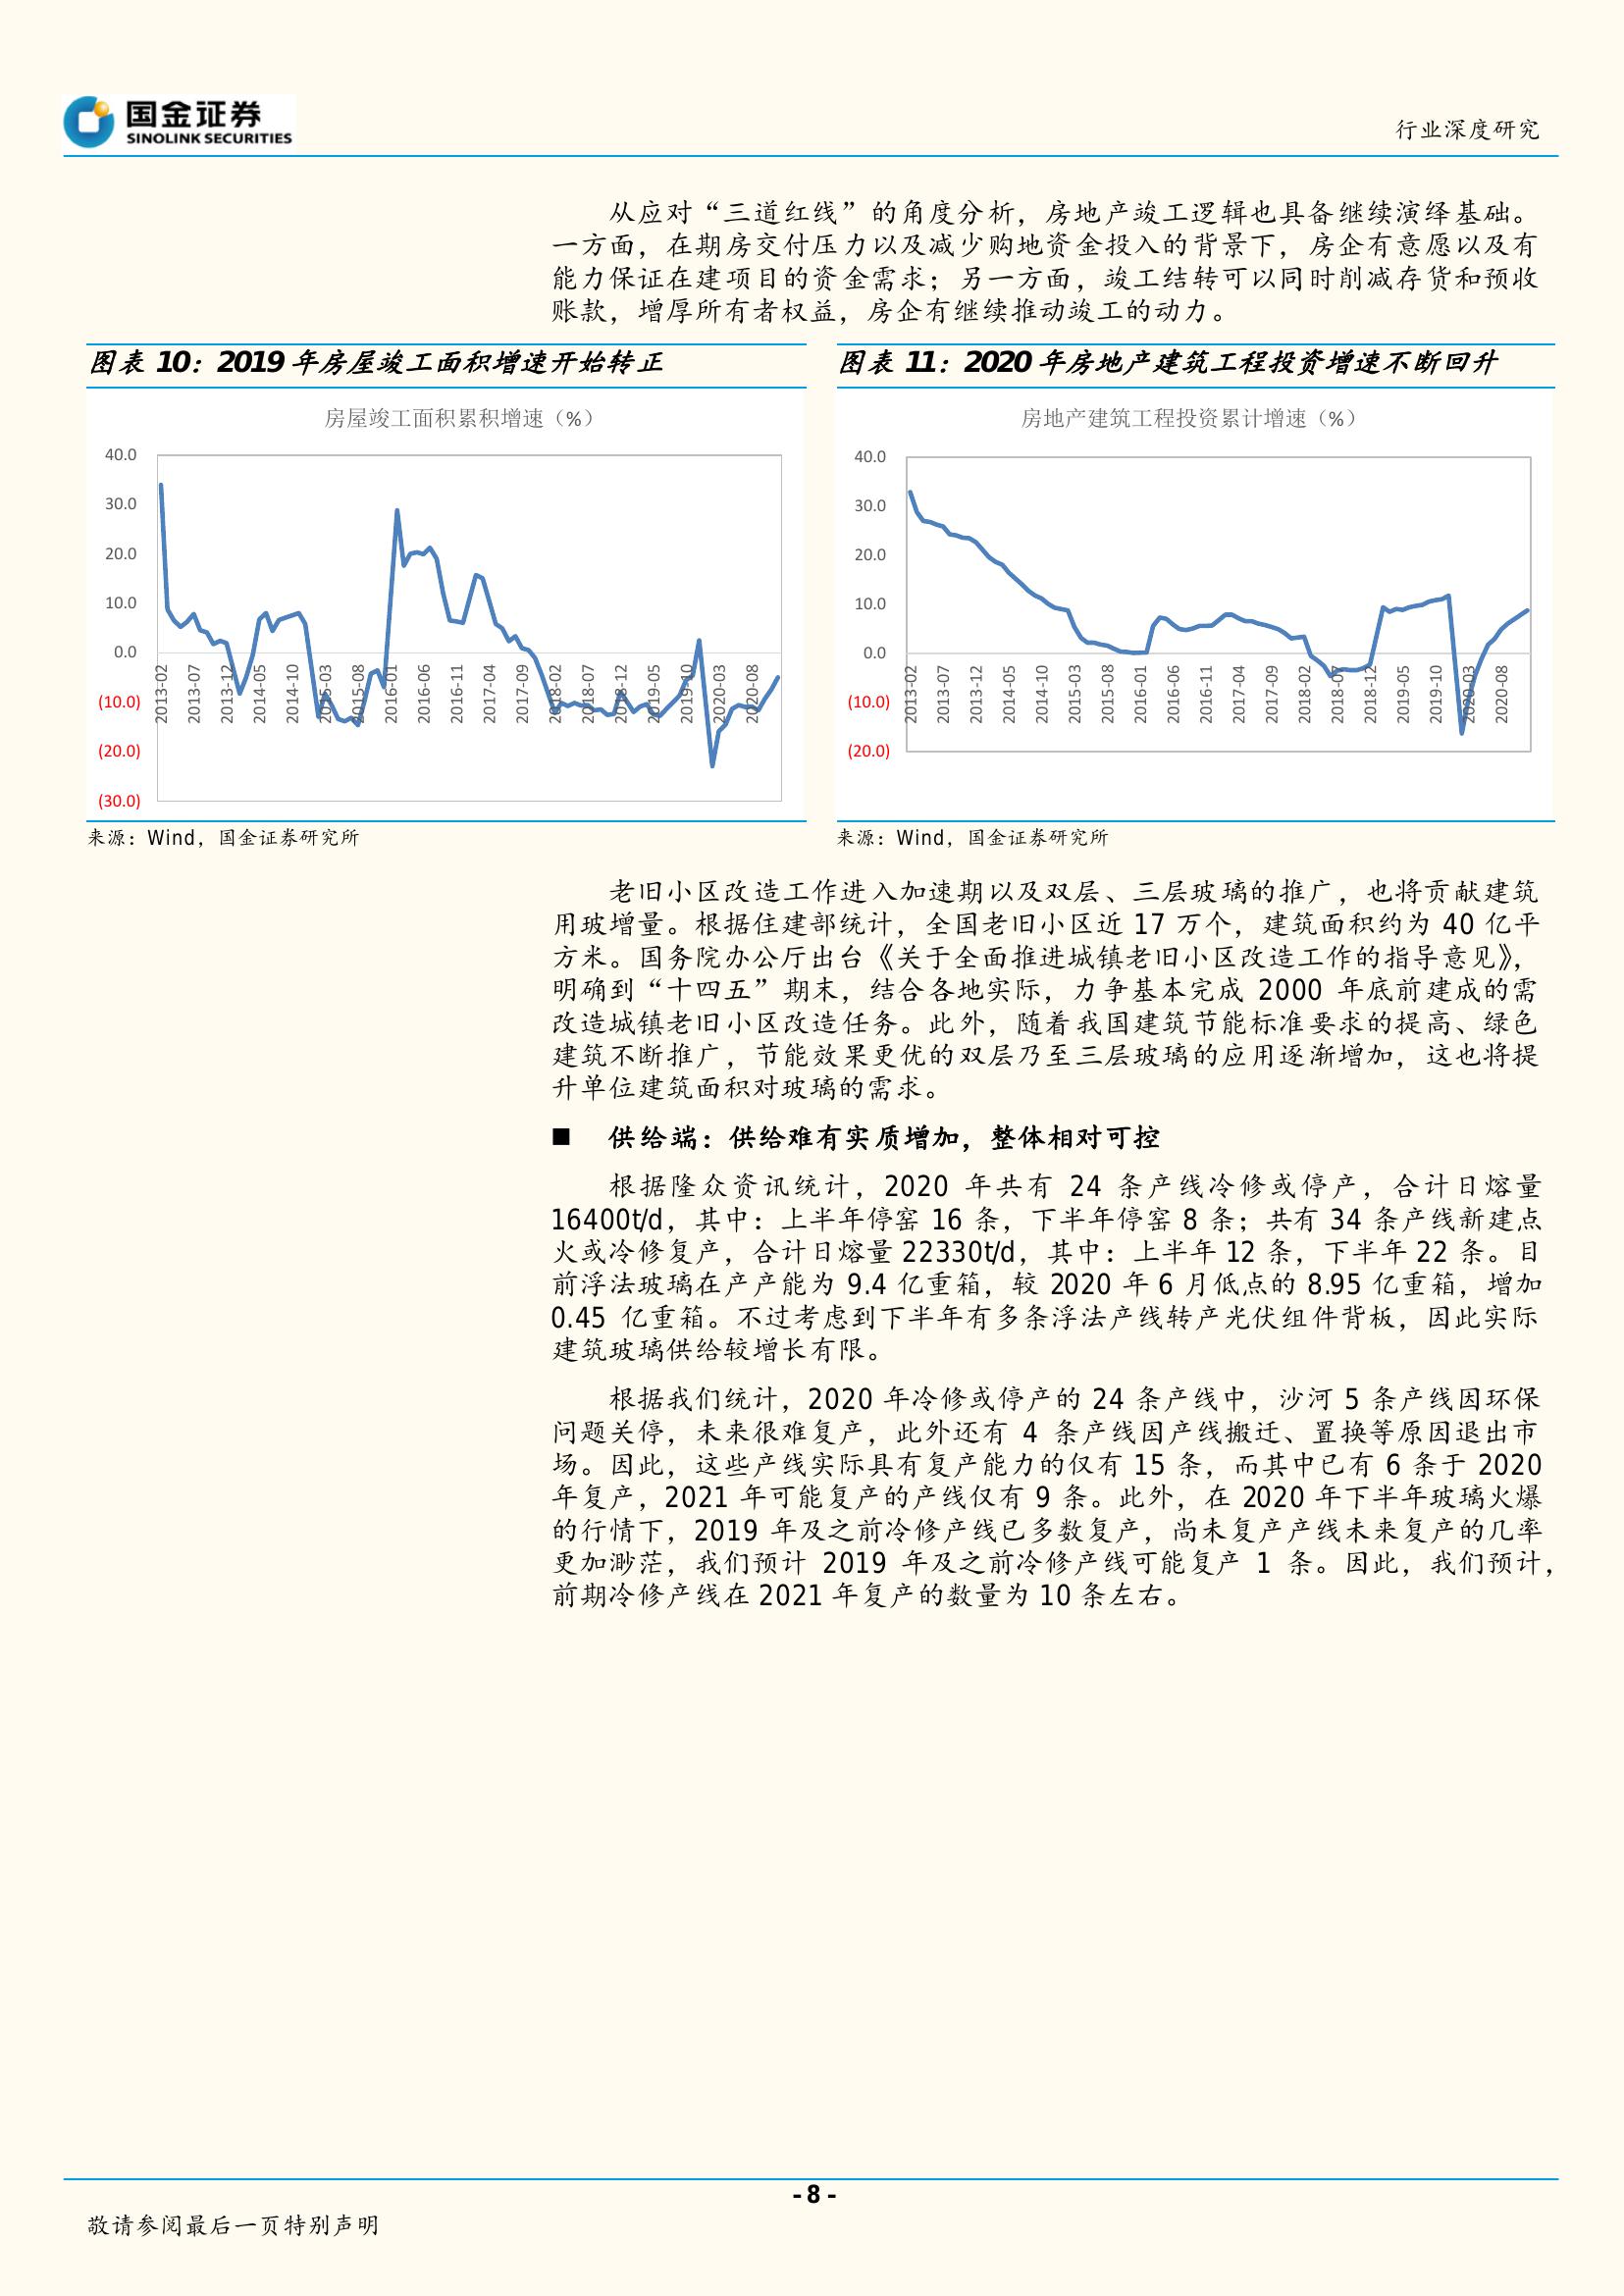 国金证券
SINOLINK SECURITIES
行业深度研究
从应对“三道红线”的角度分析，房地产竣工逻辑也具备继续演绎基础。
一方面，在期房交付压力以及减少购地资金投入的背景下，房企有意愿以及有
能力保证在建项目的资金需求；另一方面，竣工结转可以同时削减存货和预收
账款，增厚所有者权益，房企有继续推动竣工的动力。
图表 10：2019 年房屋竣工面积增速开始转正
房屋竣工面积累积增速（%）
40.0
30.0
20.0
10.0
0.0
(10.0)
(20.0)
(30.0)
2013-02
2013-07
2013-12
2014-05
2014-10
2015-03
2015-08
2016-01
2016-06
2016-11
2017-04
2017-09
2018-02
2018-07
2018-12
2019-05
2019-10
2020-03
2020-08
来源：Wind，国金证券研究所
图表 11：2020 年房地产建筑工程投资增速不断回升
房地产建筑工程投资累计增速（%）
40.0
30.0
20.0
10.0
0.0
(10.0)
(20.0)
2013-02
2013-07
2013-12
2014-05
2014-10
2015-03
2015-08
2016-01
2016-06
2016-11
2017-04
2017-09
2018-02
2018-07
2018-12
2019-05
2019-10
2020-03
2020-08
来源：Wind，国金证券研究所
老旧小区改造工作进入加速期以及双层、三层玻璃的推广，也将贡献建筑
用玻增量。根据住建部统计，全国老旧小区近 17 万个，建筑面积约为 40 亿平
方米。国务院办公厅出台《关于全面推进城镇老旧小区改造工作的指导意见》，
明确到“十四五”期末，结合各地实际，力争基本完成 2000 年底前建成的需
改造城镇老旧小区改造任务。此外，随着我国建筑节能标准要求的提高、绿色
建筑不断推广，节能效果更优的双层乃至三层玻璃的应用逐渐增加，这也将提
升单位建筑面积对玻璃的需求。
■ 供给端：供给难有实质增加，整体相对可控
根据隆众资讯统计，2020 年共有 24 条产线冷修或停产，合计日熔量
16400t/d，其中：上半年停窑 16 条，下半年停窑 8 条；共有 34 条产线新建点
火或冷修复产，合计日熔量 22330t/d，其中：上半年 12 条，下半年 22 条。目
前浮法玻璃在产产能为 9.4 亿重箱，较 2020 年 6 月低点的 8.95 亿重箱，增加
0.45 亿重箱。不过考虑到下半年有多条浮法产线转产光伏组件背板，因此实际
建筑玻璃供给较增长有限。
根据我们统计，2020 年冷修或停产的 24 条产线中，沙河 5 条产线因环保
问题关停，未来很难复产，此外还有 4 条产线因产线搬迁、置换等原因退出市
场。因此，这些产线实际具有复产能力的仅有 15 条，而其中已有 6 条于 2020
年复产，2021 年可能复产的产线仅有 9 条。此外，在 2020 年下半年玻璃火爆
的行情下，2019 年及之前冷修产线已多数复产，尚未复产产线未来复产的几率
更加渺茫，我们预计 2019 年及之前冷修产线可能复产 1 条。因此，我们预计，
前期冷修产线在 2021 年复产的数量为 10 条左右。
- 8 -
敬请参阅最后一页特别声明